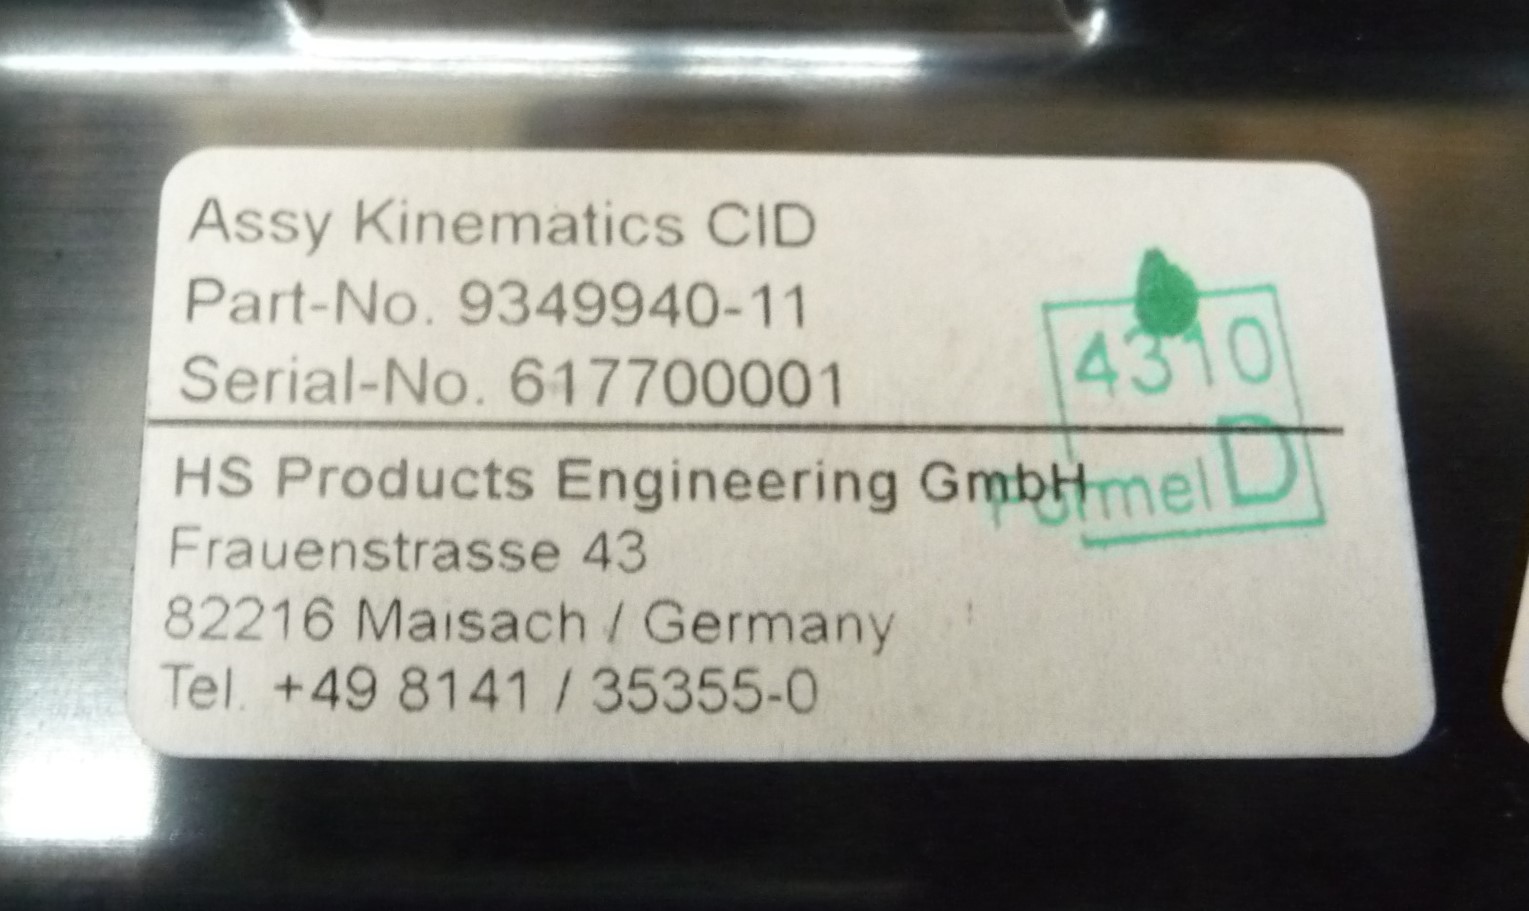 Assy Kinematics CID
Part-No. 9349940-11
Serial-No. 617700001
4310
Formel D
HS Products Engineering GmbH
Frauenstrasse 43
82216 Maisach / Germany
Tel. +49 8141 / 35355-0